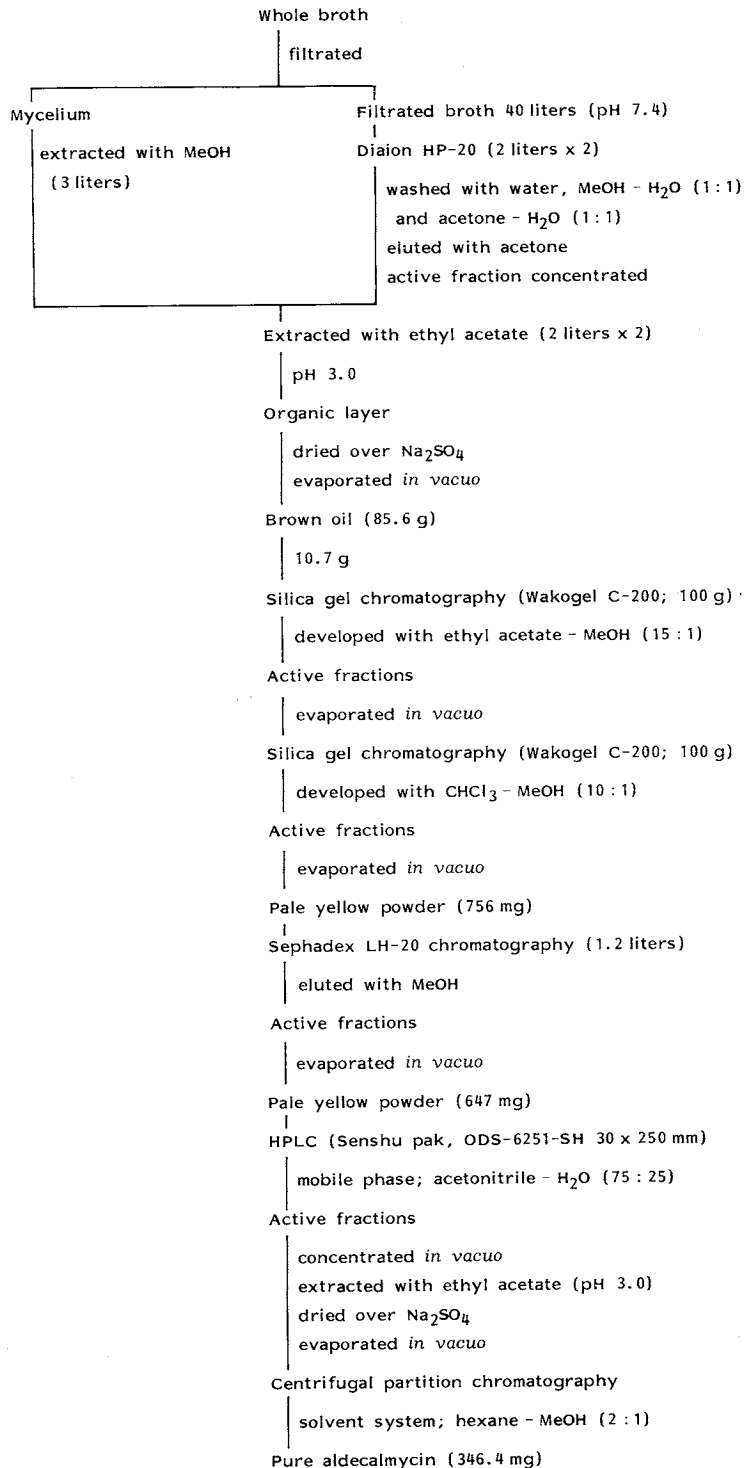 Whole broth
filtrated
Mycelium
extracted with MeOH
(3 liters)
Filtrated broth 40 liters (pH 7.4)
Diaion HP-20 (2 liters x 2)
washed with water, MeOH - H₂O (1 : 1)
and acetone - H₂O (1 : 1)
eluted with acetone
active fraction concentrated
Extracted with ethyl acetate (2 liters x 2)
pH 3.0
Organic layer
dried over Na₂SO₄
evaporated in vacuo
Brown oil (85.6 g)
10.7 g
Silica gel chromatography (Wakogel C-200; 100 g)
developed with ethyl acetate - MeOH (15 : 1)
Active fractions
evaporated in vacuo
Silica gel chromatography (Wakogel C-200; 100 g)
developed with CHCl₃ - MeOH (10 : 1)
Active fractions
evaporated in vacuo
Pale yellow powder (756 mg)
Sephadex LH-20 chromatography (1.2 liters)
eluted with MeOH
Active fractions
evaporated in vacuo
Pale yellow powder (647 mg)
HPLC (Senshu pak, ODS-6251-SH 30 x 250 mm)
mobile phase; acetonitrile - H₂O (75 : 25)
Active fractions
concentrated in vacuo
extracted with ethyl acetate (pH 3.0)
dried over Na₂SO₄
evaporated in vacuo
Centrifugal partition chromatography
solvent system; hexane - MeOH (2 : 1)
Pure aldecalmycin (346.4 mg)